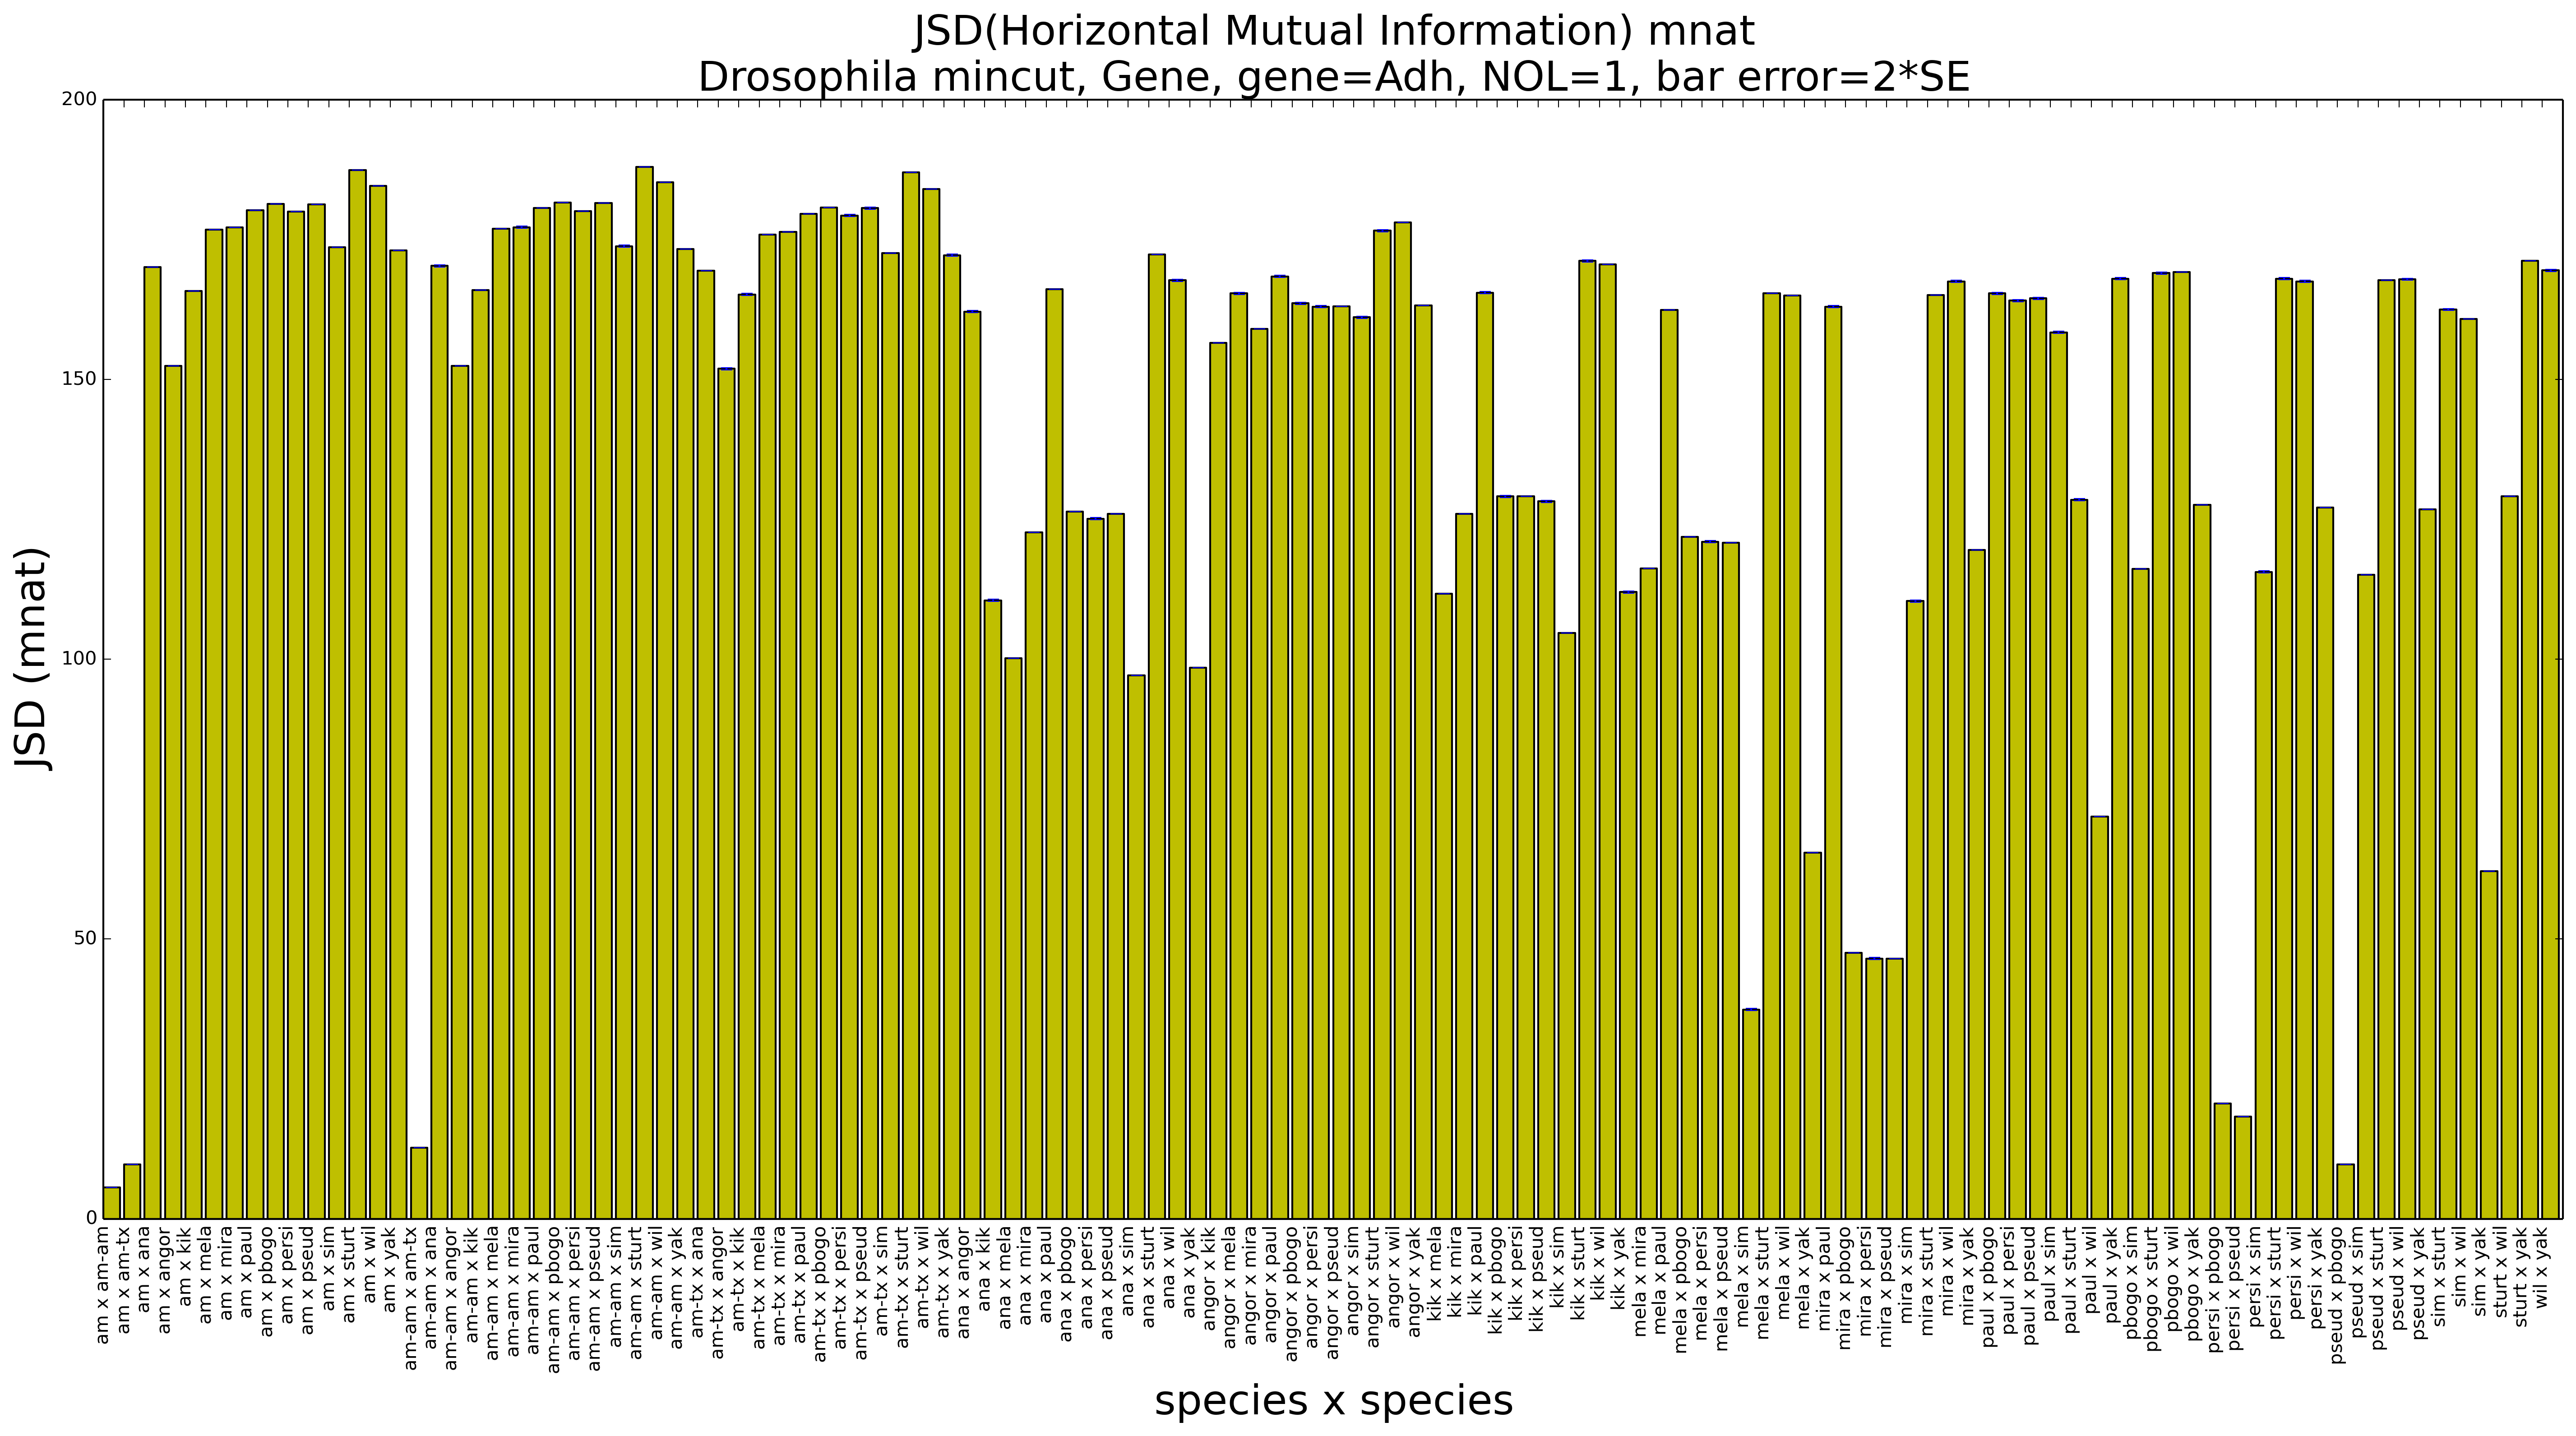 JSD(Horizontal Mutual Information) mnat
Drosophila mincut, Gene, gene=Adh, NOL=1, bar error=2*SE
200
150
100
50
0
JSD (mnat)
am x am-am
am x am-tx
am x ana
am x angor
am x kik
am x mela
am x mira
am x paul
am x pbogo
am x persi
am x pseud
am x sim
am x sturt
am x wil
am x yak
am-am x am-tx
am-am x ana
am-am x angor
am-am x kik
am-am x mela
am-am x mira
am-am x paul
am-am x pbogo
am-am x persi
am-am x pseud
am-am x sim
am-am x sturt
am-am x wil
am-am x yak
am-tx x ana
am-tx x angor
am-tx x kik
am-tx x mela
am-tx x mira
am-tx x paul
am-tx x pbogo
am-tx x persi
am-tx x pseud
am-tx x sim
am-tx x sturt
am-tx x wil
am-tx x yak
ana x angor
ana x kik
ana x mela
ana x mira
ana x paul
ana x pbogo
ana x persi
ana x pseud
ana x sim
ana x sturt
ana x wil
ana x yak
angor x kik
angor x mela
angor x mira
angor x paul
angor x pbogo
angor x persi
angor x pseud
angor x sim
angor x sturt
angor x wil
angor x yak
kik x mela
kik x mira
kik x paul
kik x pbogo
kik x persi
kik x pseud
kik x sim
kik x sturt
kik x wil
kik x yak
mela x mira
mela x paul
mela x pbogo
mela x persi
mela x pseud
mela x sim
mela x sturt
mela x wil
mela x yak
mira x paul
mira x pbogo
mira x persi
mira x pseud
mira x sim
mira x sturt
mira x wil
mira x yak
paul x pbogo
paul x persi
paul x pseud
paul x sim
paul x sturt
paul x wil
paul x yak
pbogo x sim
pbogo x sturt
pbogo x wil
pbogo x yak
persi x pbogo
persi x pseud
persi x sim
persi x sturt
persi x wil
persi x yak
pseud x pbogo
pseud x sim
pseud x sturt
pseud x wil
pseud x yak
sim x sturt
sim x wil
sim x yak
sturt x wil
sturt x yak
wil x yak
species x species